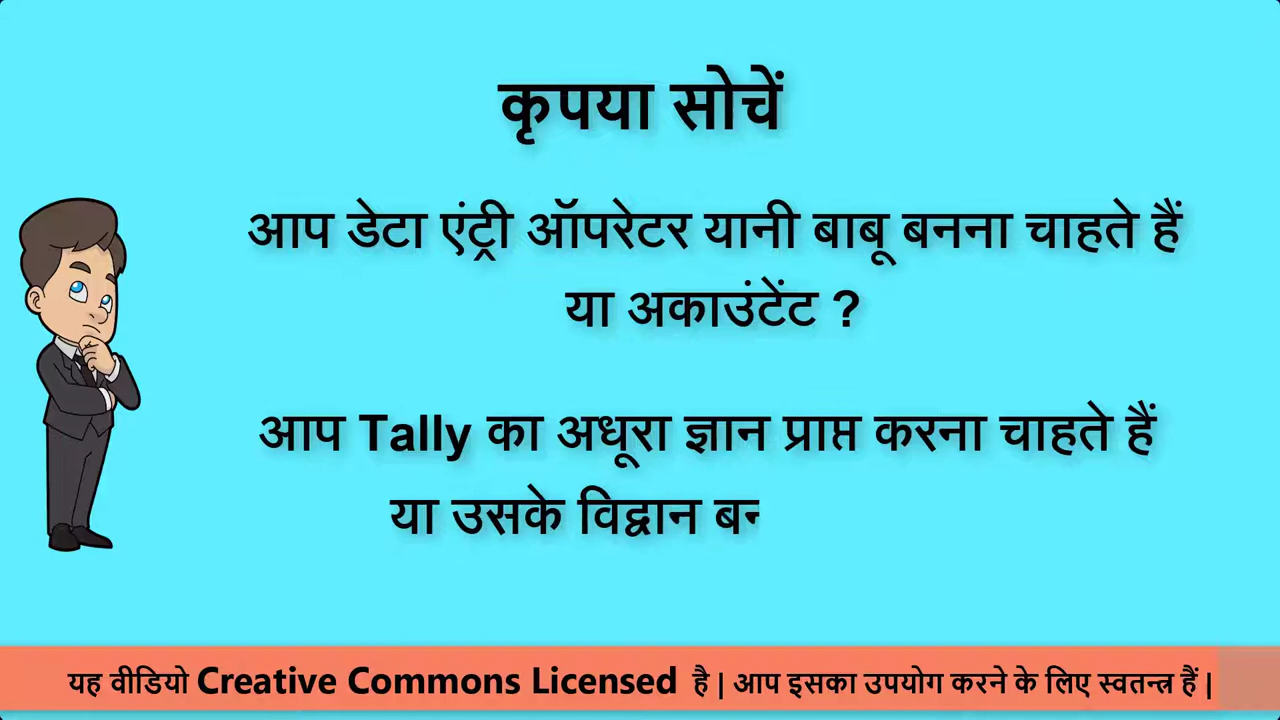 कृपया सोचें
आप डेटा एंट्री ऑपरेटर यानी बाबू बनना चाहते हैं
या अकाउंटेंट ?
आप Tally का अधूरा ज्ञान प्राप्त करना चाहते हैं
या उसके विद्वान
यह वीडियो Creative Commons Licensed है | आप इसका उपयोग करने के लिए स्वतन्त्र हैं |